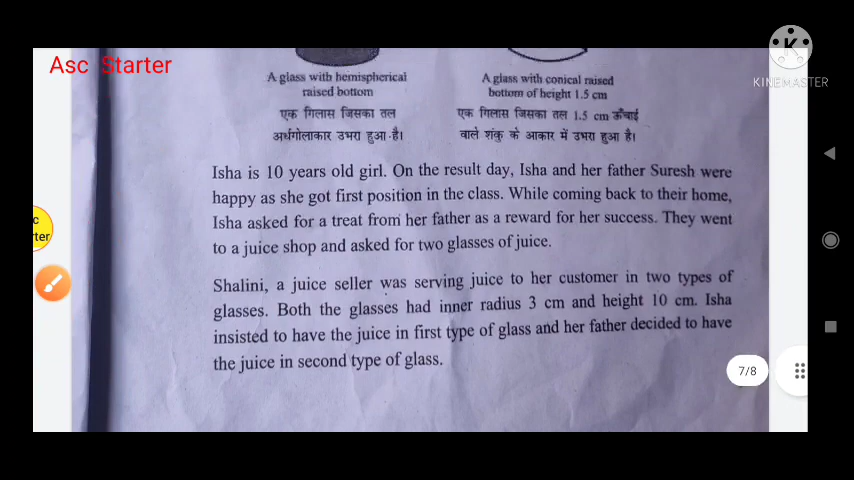 Asc Starter
KINEMASTER
A glass with hemispherical
raised bottom
एक गिलास जिसका तल
अर्धगोलाकार उभरा हुआ है।
A glass with conical raised
bottom of height 1.5 cm
एक गिलास जिसका तल 1.5 cm ऊँचाई
वाले शंकु के आकार में उभरा हुआ है।
Isha is 10 years old girl. On the result day, Isha and her father Suresh were
happy as she got first position in the class. While coming back to their home,
Isha asked for a treat from her father as a reward for her success. They went
to a juice shop and asked for two glasses of juice.
Shalini, a juice seller was serving juice to her customer in two types of
glasses. Both the glasses had inner radius 3 cm and height 10 cm. Isha
insisted to have the juice in first type of glass and her father decided to have
the juice in second type of glass.
7/8